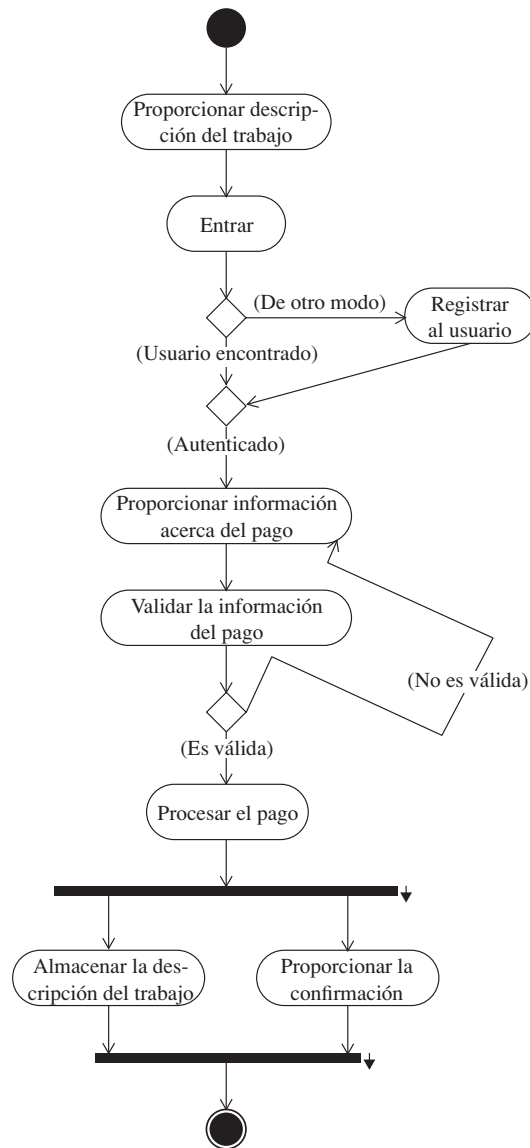 Proporcionar descrip-
ción del trabajo
Entrar
(De otro modo)
Registrar
al usuario
(Usuario encontrado)
(Autenticado)
Proporcionar información
acerca del pago
Validar la información
del pago
(No es válida)
(Es válida)
Procesar el pago
Almacenar la des-
cripción del trabajo
Proporcionar la
confirmación